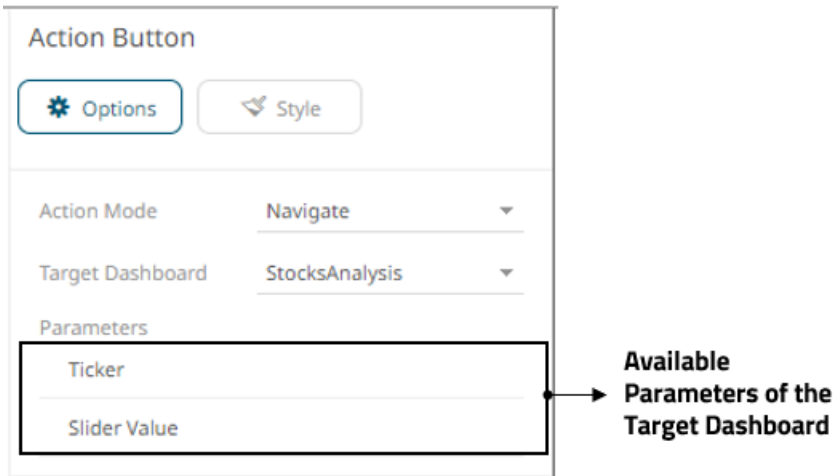 Action Button
Options
Style
Action Mode
Navigate
Target Dashboard
StocksAnalysis
Parameters
Ticker
Slider Value
Available
Parameters of the
Target Dashboard